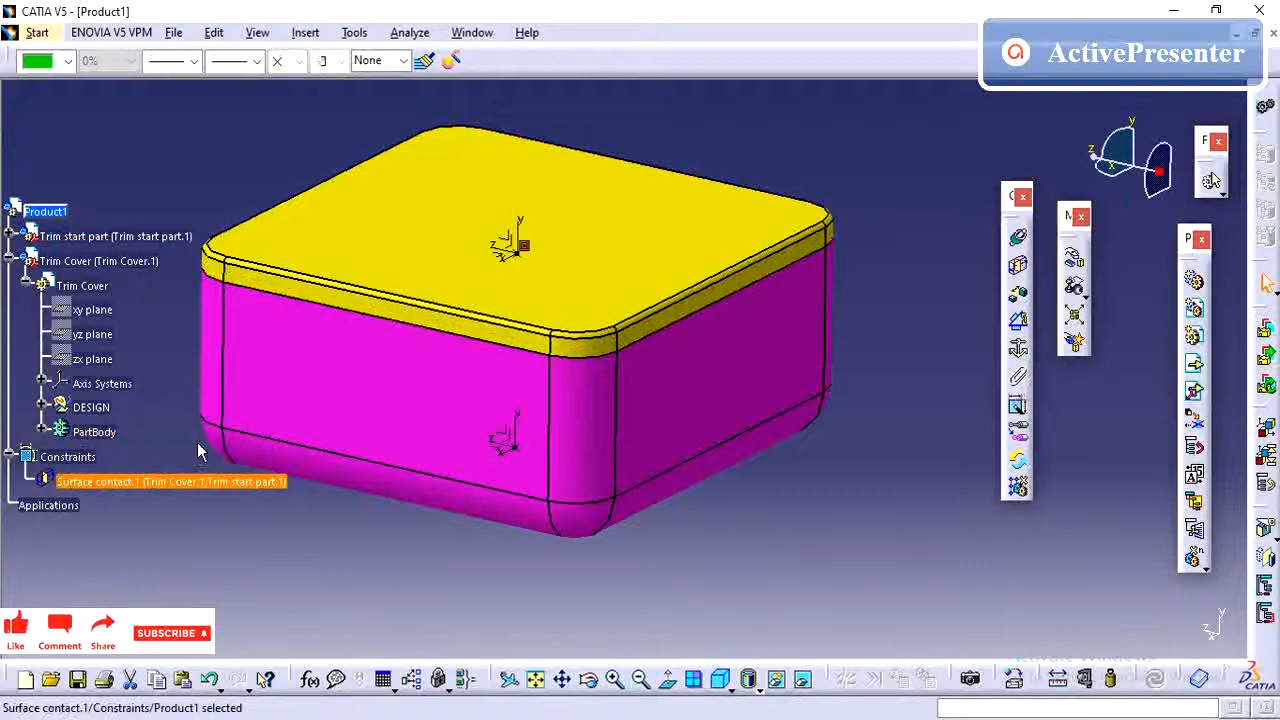 CATIA V5 - [Product1]
Start ENOVIA V5 VPM File Edit View Insert Tools Analyze Window Help
ActivePresenter
0% None
Product1
Trim start part (Trim start part.1)
Trim Cover (Trim Cover.1)
Trim Cover
xy plane
yz plane
zx plane
Axis Systems
DESIGN
PartBody
Constraints
Surface contact.1 (Trim Cover.1,Trim start part.1)
Applications
y
z
x
F
C
M
P
y
z
y
z
Like Comment Share SUBSCRIBE
y
z
f(x)
CATIA
Surface contact.1/Constraints/Product1 selected